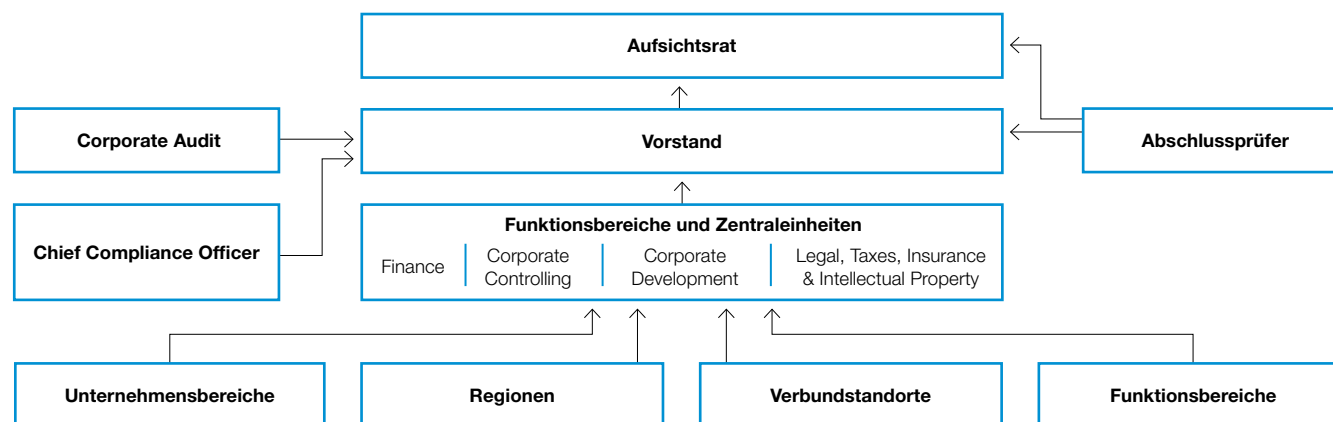 Aufsichtsrat
Corporate Audit
Vorstand
Abschlussprüfer
Chief Compliance Officer
Funktionsbereiche und Zentraleinheiten
Finance
Corporate
Controlling
Corporate
Development
Legal, Taxes, Insurance
& Intellectual Property
Unternehmensbereiche
Regionen
Verbundstandorte
Funktionsbereiche